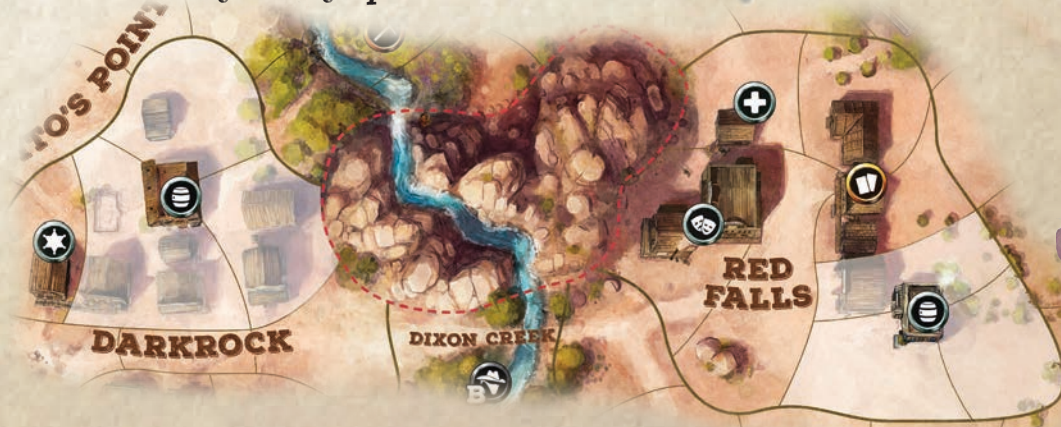 TO'S POINT
DARKROCK
DIXON CREEK
RED
FALLS
B